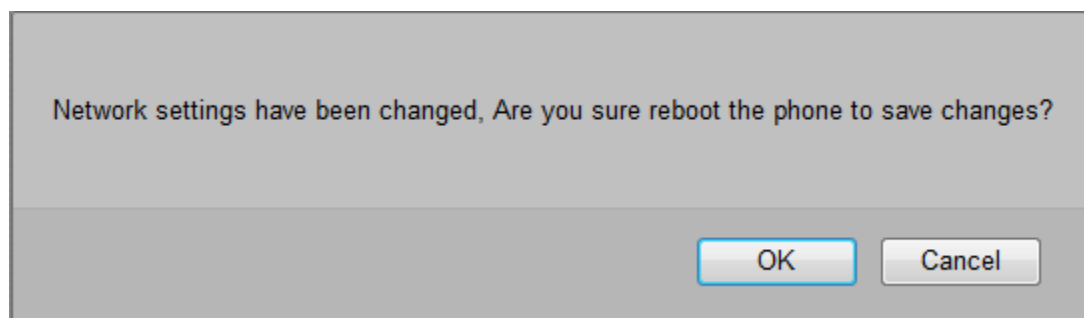 Network settings have been changed, Are you sure reboot the phone to save changes?
OK
Cancel